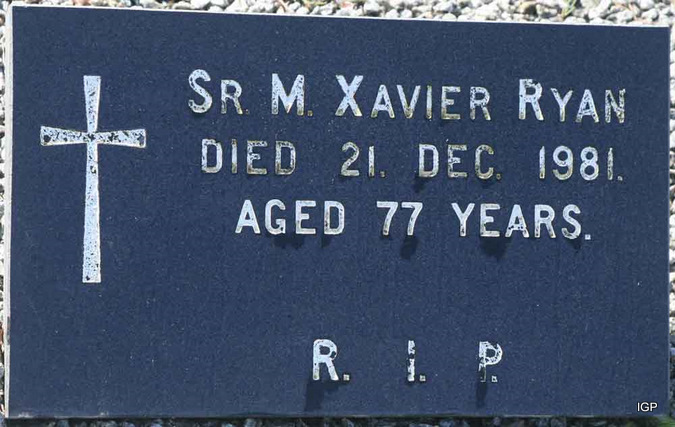 SR. M. XAVIER RYAN
DIED 21. DEC. 1981.
AGED 77 YEARS.
R. I. P.
IGP